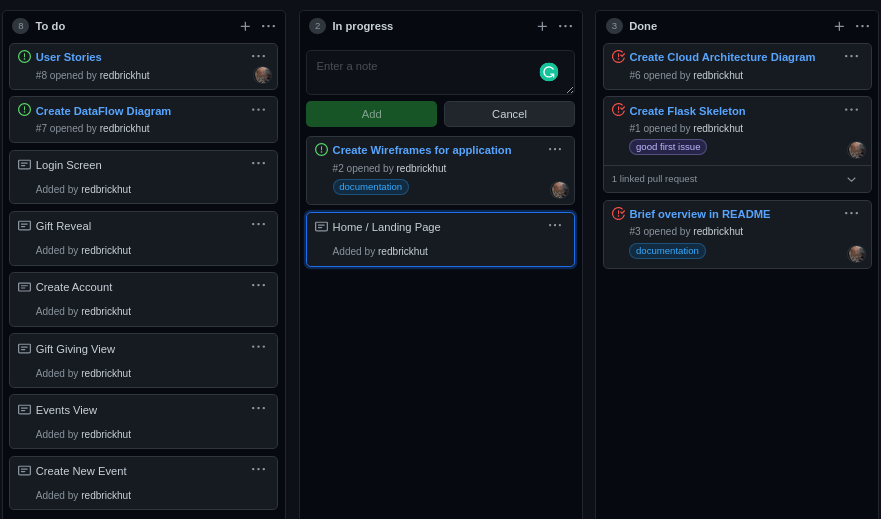 8 To do
User Stories
#8 opened by redbrickhut
Create DataFlow Diagram
#7 opened by redbrickhut
Login Screen
Added by redbrickhut
Gift Reveal
Added by redbrickhut
Create Account
Added by redbrickhut
Gift Giving View
Added by redbrickhut
Events View
Added by redbrickhut
Create New Event
Added by redbrickhut
2 In progress
Enter a note
Add Cancel
Create Wireframes for application
#2 opened by redbrickhut
documentation
Home / Landing Page
Added by redbrickhut
3 Done
Create Cloud Architecture Diagram
#6 opened by redbrickhut
Create Flask Skeleton
#1 opened by redbrickhut
good first issue
1 linked pull request
Brief overview in README
#3 opened by redbrickhut
documentation